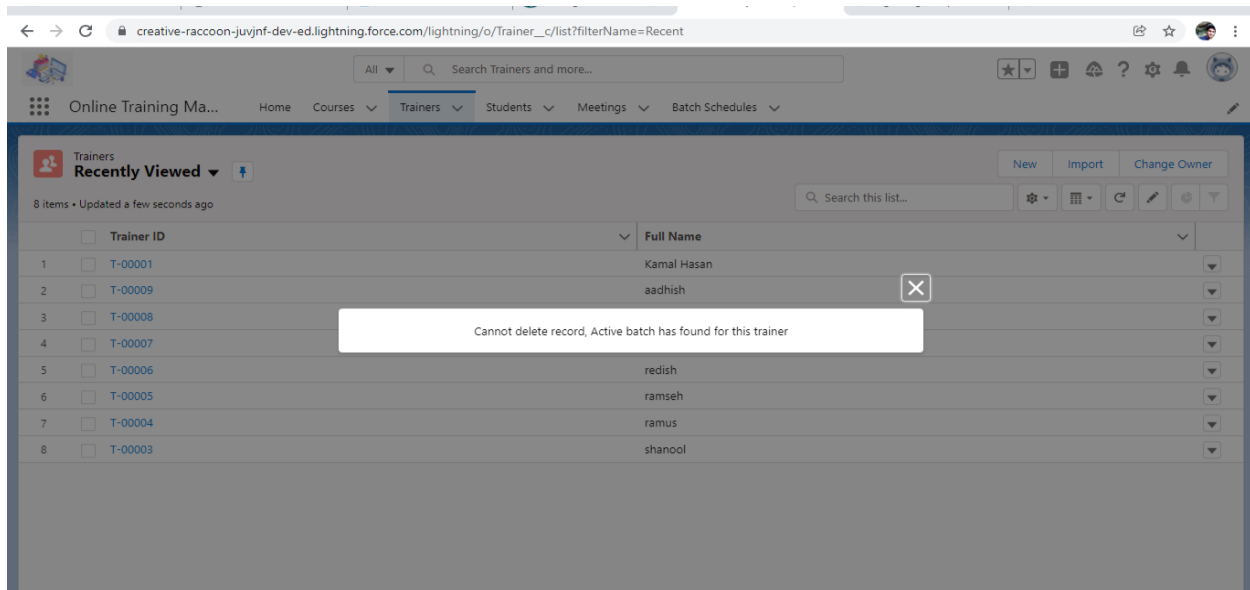 creative-raccoon-juvjnf-dev-ed.lightning.force.com/lightning/o/Trainer__c/list?filterName=Recent
All Search Trainers and more...
Online Training Ma... Home Courses Trainers Students Meetings Batch Schedules
Trainers
Recently Viewed
New Import Change Owner
8 items • Updated a few seconds ago
Search this list...
Trainer ID Full Name
1 T-00001 Kamal Hasan
2 T-00009 aadhish
3 T-00008
Cannot delete record, Active batch has found for this trainer
4 T-00007
5 T-00006 redish
6 T-00005 ramseh
7 T-00004 ramus
8 T-00003 shanool